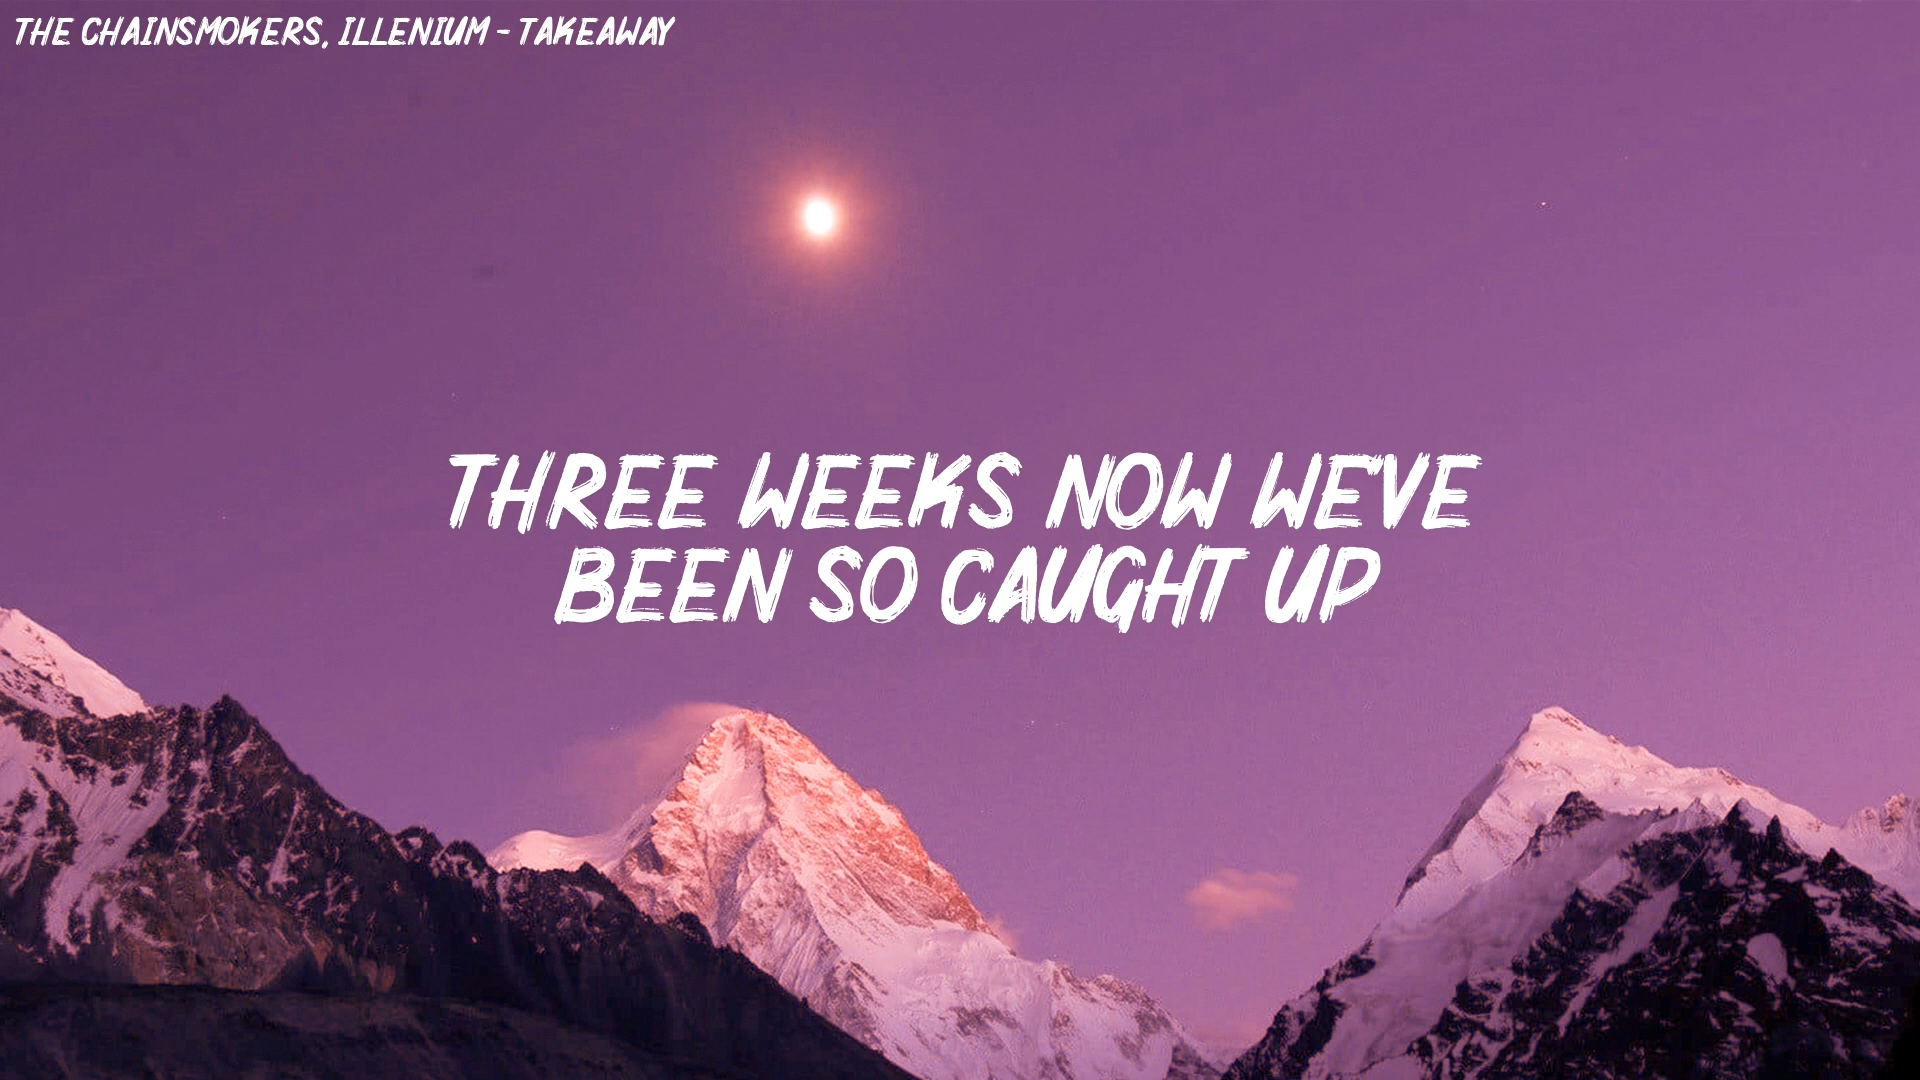 THE CHAINSMOKERS, ILLENIUM - TAKEAWAY
THREE WEEKS NOW WE'VE
BEEN SO CAUGHT UP